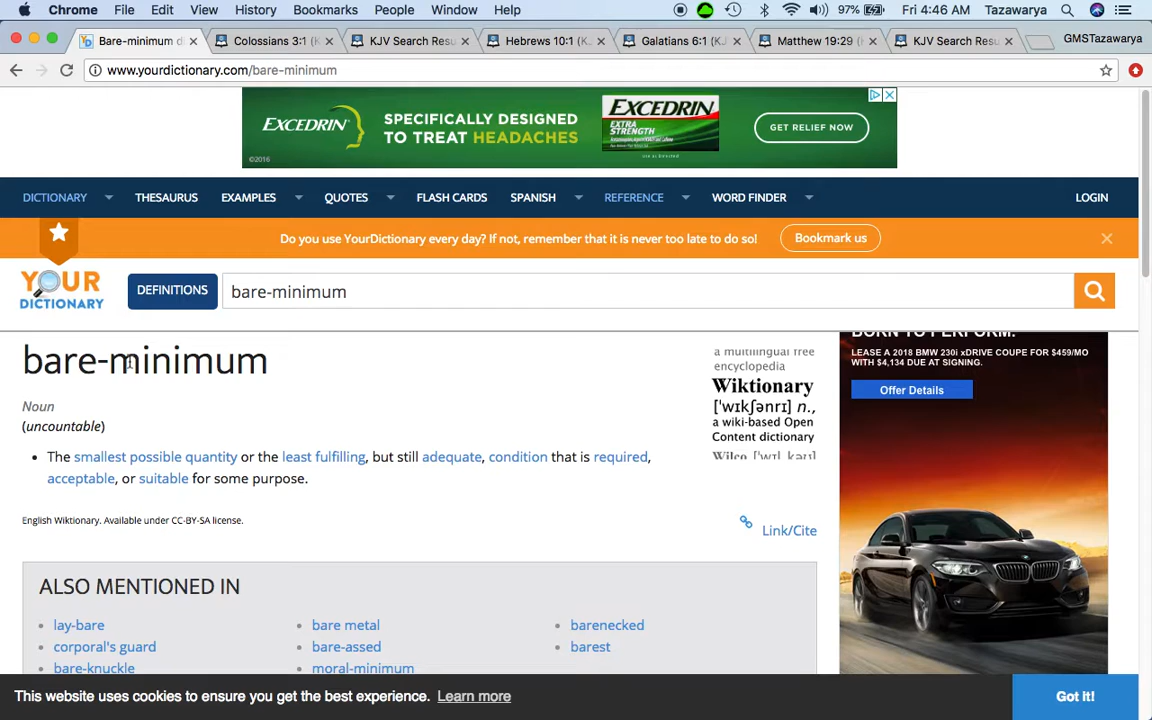 Chrome File Edit View History Bookmarks People Window Help 97% Fri 4:46 AM Tazawarya
Bare-minimum d Colossians 3:1 (K KJV Search Resu Hebrews 10:1 (K Galatians 6:1 (KJ Matthew 19:29 (K KJV Search Resu GMSTazawarya
www.yourdictionary.com/bare-minimum
EXCEDRIN
SPECIFICALLY DESIGNED
TO TREAT HEADACHES
EXCEDRIN
EXTRA
STRENGTH
GET RELIEF NOW
©2016
DICTIONARY THESAURUS EXAMPLES QUOTES FLASH CARDS SPANISH REFERENCE WORD FINDER LOGIN
Do you use YourDictionary every day? If not, remember that it is never too late to do so! Bookmark us
YOUR
DICTIONARY
DEFINITIONS
bare-minimum
bare-minimum
Noun
(uncountable)
The smallest possible quantity or the least fulfilling, but still adequate, condition that is required,
acceptable, or suitable for some purpose.
English Wiktionary. Available under CC-BY-SA license.
a multilingual free
encyclopedia
Wiktionary
['wɪkʃənrɪ] n.,
a wiki-based Open
Content dictionary
Wilco
Link/Cite
BORN TO PERFORM.
LEASE A 2018 BMW 230i xDRIVE COUPE FOR $459/MO
WITH $4,134 DUE AT SIGNING.
Offer Details
ALSO MENTIONED IN
lay-bare bare metal barenecked
corporal's guard bare-assed barest
bare-knuckle moral-minimum
This website uses cookies to ensure you get the best experience. Learn more Got it!